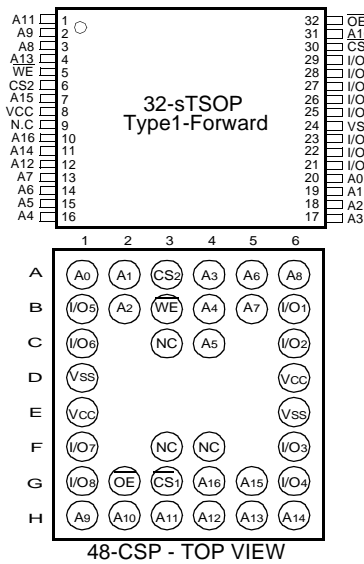 A11 1 32 OE
A9 2 31 A1
A8 3 30 CS
A13 4 29 I/O
WE 5 28 I/O
CS2 6 27 I/O
A15 7 26 I/O
VCC 8 25 I/O
N.C 9 24 VS
A16 10 23 I/O
A14 11 22 I/O
A12 12 21 I/O
A7 13 20 A0
A6 14 19 A1
A5 15 18 A2
A4 16 17 A3
32-sTSOP
Type1-Forward
1 2 3 4 5 6
A A0 A1 CS2 A3 A6 A8
B I/O5 A2 WE A4 A7 I/O1
C I/O6 NC A5 I/O2
D VSS VCC
E VCC VSS
F I/O7 NC NC I/O3
G I/O8 OE CS1 A16 A15 I/O4
H A9 A10 A11 A12 A13 A14
48-CSP - TOP VIEW